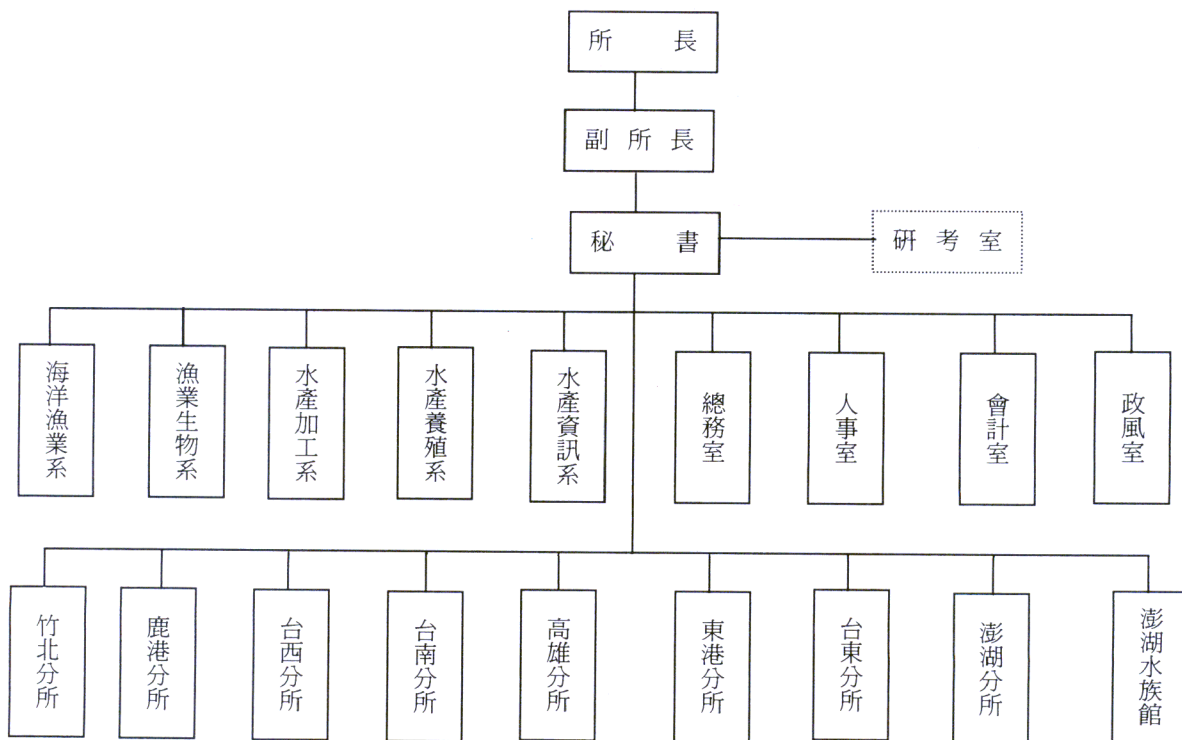 所長
副所長
秘書
研考室
海洋漁業系
漁業生物系
水產加工系
水產養殖系
水產資訊系
總務室
人事室
會計室
政風室
竹北分所
鹿港分所
台西分所
台南分所
高雄分所
東港分所
台東分所
澎湖分所
澎湖水族館